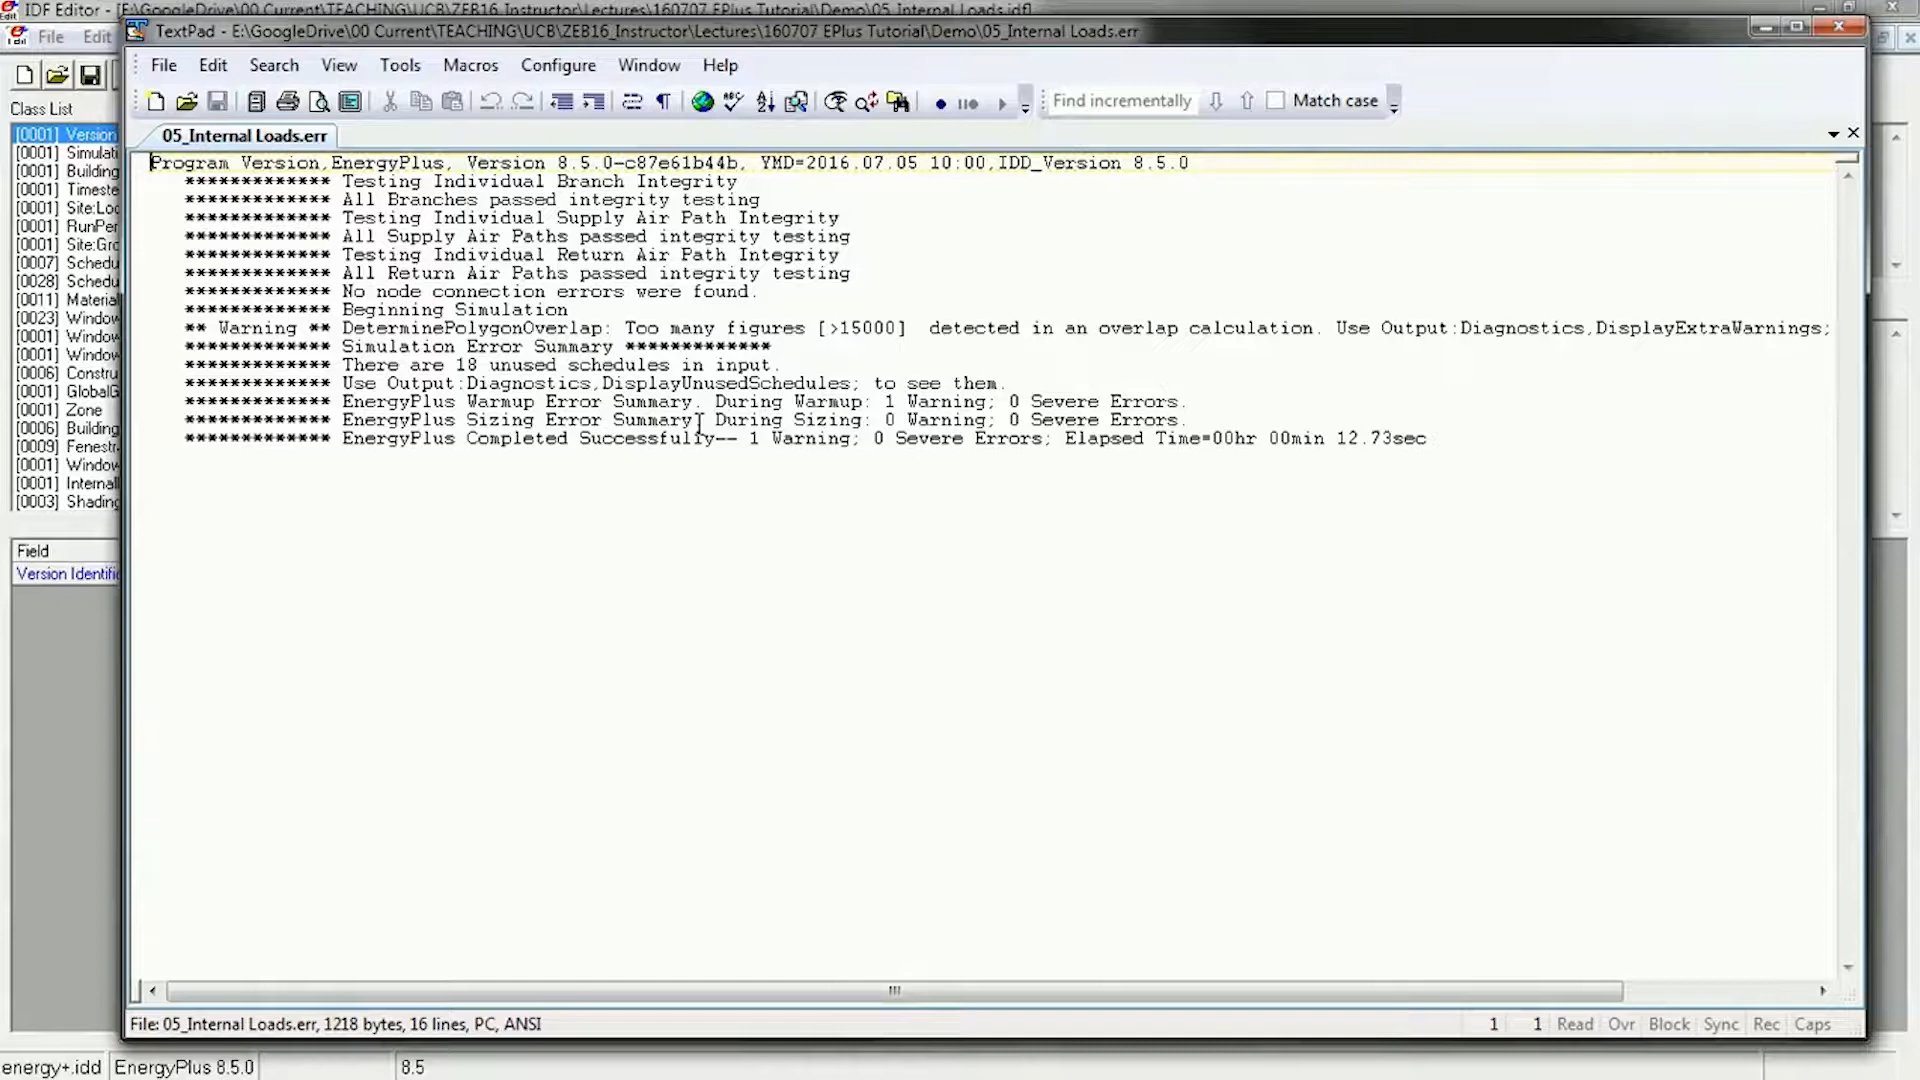 IDF Editor - [E:\GoogleDrive\00 Current\TEACHING\UCB\ZEB16_Instructor\Lectures\160707 EPlus Tutorial\Demo\05_Internal Loads.idf]
TextPad - E:\GoogleDrive\00 Current\TEACHING\UCB\ZEB16_Instructor\Lectures\160707 EPlus Tutorial\Demo\05_Internal Loads.err
File Edit
File Edit Search View Tools Macros Configure Window Help
Find incrementally Match case
Class List
05_Internal Loads.err
[0001] Version
[0001] Simulati
[0001] Building
[0001] Timeste
[0001] Site:Loc
[0001] RunPer
[0001] Site:Gro
[0007] Schedu
[0028] Schedu
[0011] Material
[0023] Window
[0001] Window
[0001] Window
[0006] Constru
[0001] GlobalG
[0001] Zone
[0006] Building
[0009] Fenestr
[0001] Window
[0001] Internall
[0003] Shading
Field
Version Identifi
Program Version,EnergyPlus, Version 8.5.0-c87e61b44b, YMD=2016.07.05 10:00,IDD_Version 8.5.0
************* Testing Individual Branch Integrity
************* All Branches passed integrity testing
************* Testing Individual Supply Air Path Integrity
************* All Supply Air Paths passed integrity testing
************* Testing Individual Return Air Path Integrity
************* All Return Air Paths passed integrity testing
************* No node connection errors were found.
************* Beginning Simulation
** Warning ** DeterminePolygonOverlap: Too many figures [>15000]  detected in an overlap calculation. Use Output:Diagnostics,DisplayExtraWarnings;
************* Simulation Error Summary *************
************* There are 18 unused schedules in input.
************* Use Output:Diagnostics,DisplayUnusedSchedules; to see them.
************* EnergyPlus Warmup Error Summary. During Warmup: 1 Warning; 0 Severe Errors.
************* EnergyPlus Sizing Error Summary. During Sizing: 0 Warning; 0 Severe Errors.
************* EnergyPlus Completed Successfully-- 1 Warning; 0 Severe Errors; Elapsed Time=00hr 00min 12.73sec
File: 05_Internal Loads.err, 1218 bytes, 16 lines, PC, ANSI
1 1 Read Ovr Block Sync Rec Caps
energy+.idd EnergyPlus 8.5.0 8.5